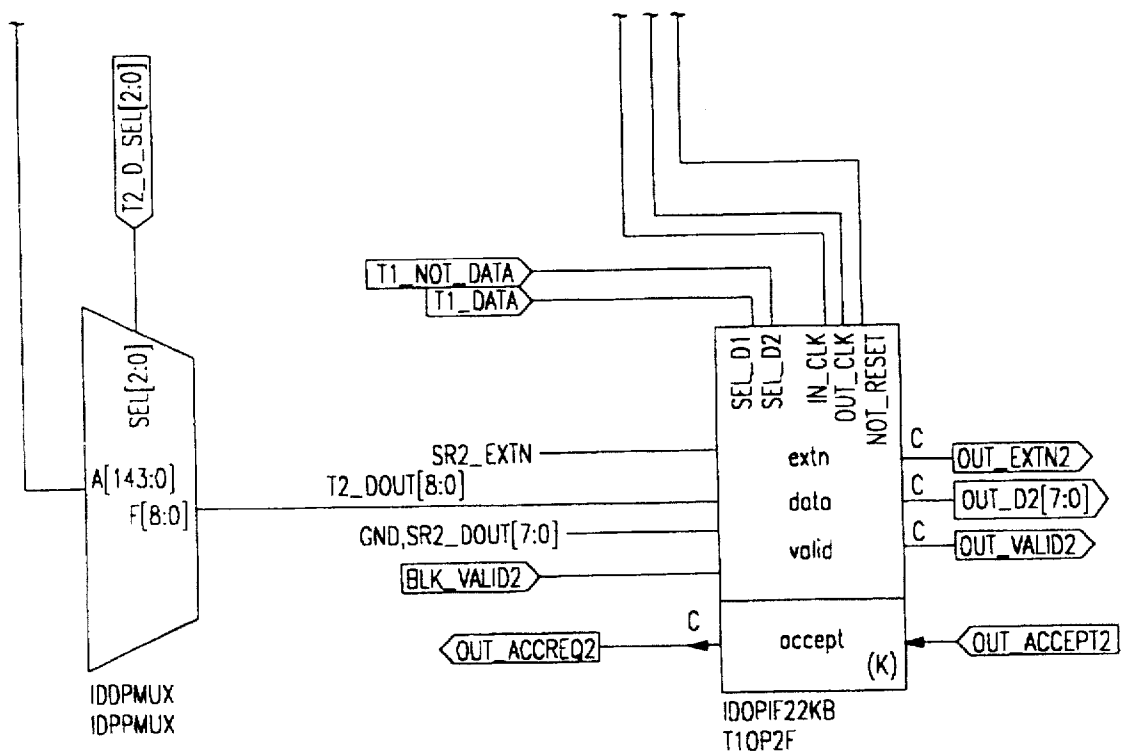 T2_D_SEL[2:0]
T1_NOT_DATA
T1_DATA
SEL[2:0]
SEL_D1
SEL_D2
IN_CLK
OUT_CLK
NOT_RESET
A[143:0]
F[8:0]
SR2_EXTN
extn
C
OUT_EXTN2
T2_DOUT[8:0]
data
C
OUT_D2[7:0]
GND,SR2_DOUT[7:0]
valid
C
OUT_VALID2
BLK_VALID2
C
OUT_ACCREQ2
accept
OUT_ACCEPT2
(K)
IDDPMUX
IDPPMUX
IDOPIF22KB
T1OP2F